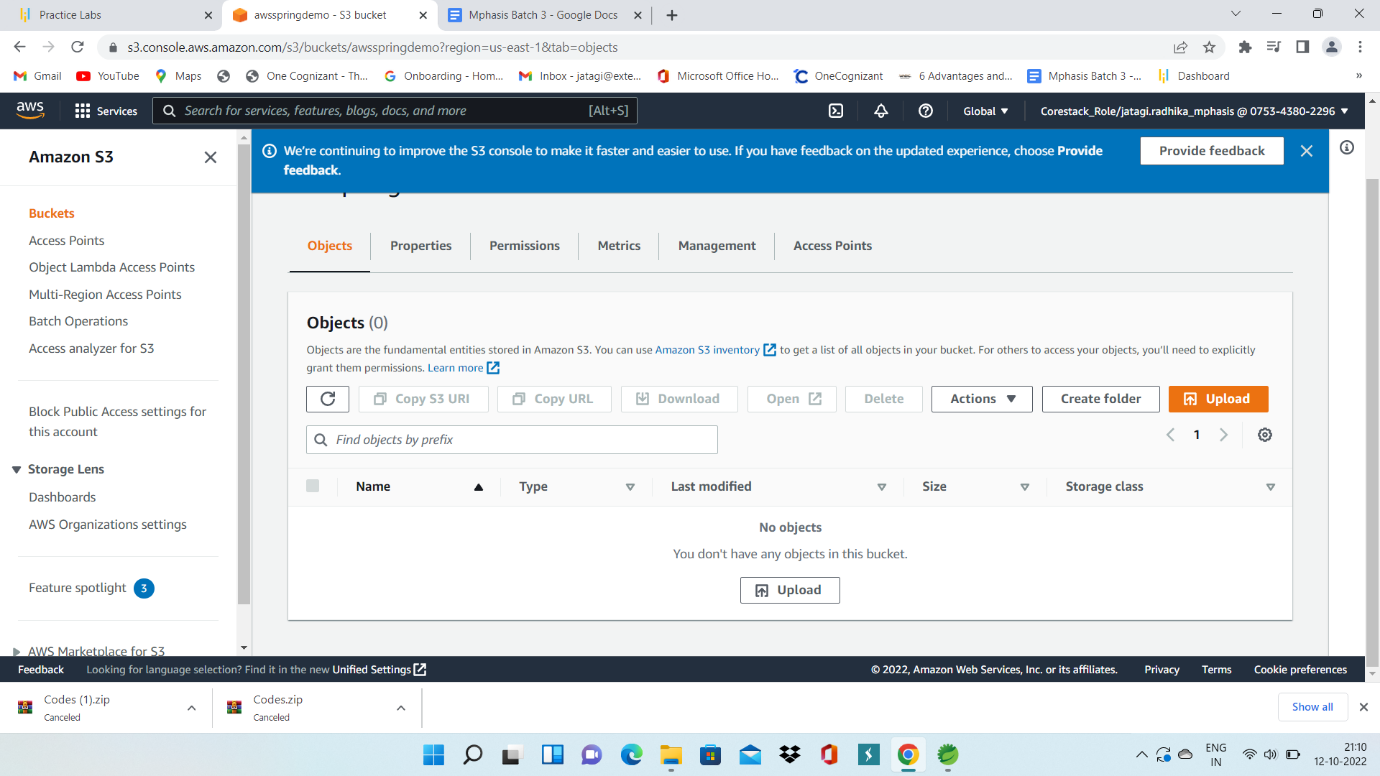 Practice Labs
awsspringdemo - S3 bucket
Mphasis Batch 3 - Google Docs
s3.console.aws.amazon.com/s3/buckets/awsspringdemo?region=us-east-1&tab=objects
Gmail
YouTube
Maps
One Cognizant - Th...
Onboarding - Hom...
Inbox - jatagi@exte...
Microsoft Office Ho...
OneCognizant
6 Advantages and...
Mphasis Batch 3 -...
Dashboard
»
aws
Services
Search for services, features, blogs, docs, and more
[Alt+S]
Global
Corestack_Role/jatagi.radhika_mphasis @ 0753-4380-2296
Amazon S3
We're continuing to improve the S3 console to make it faster and easier to use. If you have feedback on the updated experience, choose Provide
feedback.
Provide feedback
Buckets
Access Points
Object Lambda Access Points
Multi-Region Access Points
Batch Operations
Access analyzer for S3
Block Public Access settings for
this account
Storage Lens
Dashboards
AWS Organizations settings
Feature spotlight 3
AWS Marketplace for S3
Objects
Properties
Permissions
Metrics
Management
Access Points
Objects (0)
Objects are the fundamental entities stored in Amazon S3. You can use Amazon S3 inventory to get a list of all objects in your bucket. For others to access your objects, you'll need to explicitly
grant them permissions. Learn more
Copy S3 URI
Copy URL
Download
Open
Delete
Actions
Create folder
Upload
Find objects by prefix
1
Name
Type
Last modified
Size
Storage class
No objects
You don't have any objects in this bucket.
Upload
Feedback
Looking for language selection? Find it in the new Unified Settings
© 2022, Amazon Web Services, Inc. or its affiliates.
Privacy
Terms
Cookie preferences
Codes (1).zip
Canceled
Codes.zip
Canceled
Show all
ENG
IN
21:10
12-10-2022